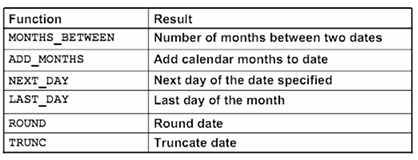 Function Result
MONTHS_BETWEEN Number of months between two dates
ADD_MONTHS Add calendar months to date
NEXT_DAY Next day of the date specified
LAST_DAY Last day of the month
ROUND Round date
TRUNC Truncate date